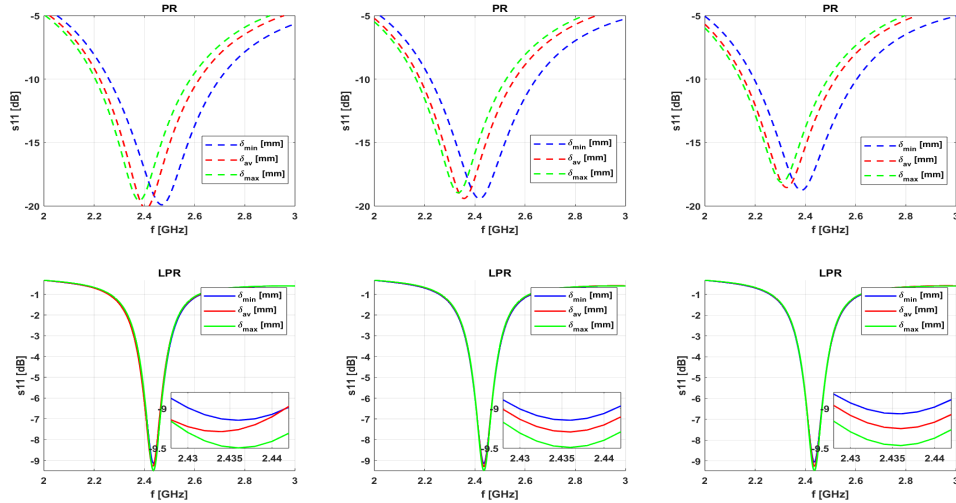 PR
-5
-10
-15
-20
s11 [dB]
2
2.2
2.4
2.6
2.8
3
f [GHz]
δmin [mm]
δav [mm]
δmax [mm]
PR
-5
-10
-15
-20
s11 [dB]
2
2.2
2.4
2.6
2.8
3
f [GHz]
δmin [mm]
δav [mm]
δmax [mm]
PR
-5
-10
-15
-20
s11 [dB]
2
2.2
2.4
2.6
2.8
3
f [GHz]
δmin [mm]
δav [mm]
δmax [mm]
LPR
-1
-2
-3
-4
-5
-6
-7
-8
-9
s11 [dB]
2
2.2
2.4
2.6
2.8
3
f [GHz]
δmin [mm]
δav [mm]
δmax [mm]
-9
-9.5
2.43
2.435
2.44
LPR
-1
-2
-3
-4
-5
-6
-7
-8
-9
s11 [dB]
2
2.2
2.4
2.6
2.8
3
f [GHz]
δmin [mm]
δav [mm]
δmax [mm]
-9
-9.5
2.43
2.435
2.44
LPR
-1
-2
-3
-4
-5
-6
-7
-8
-9
s11 [dB]
2
2.2
2.4
2.6
2.8
3
f [GHz]
δmin [mm]
δav [mm]
δmax [mm]
-9
-9.5
2.43
2.435
2.44